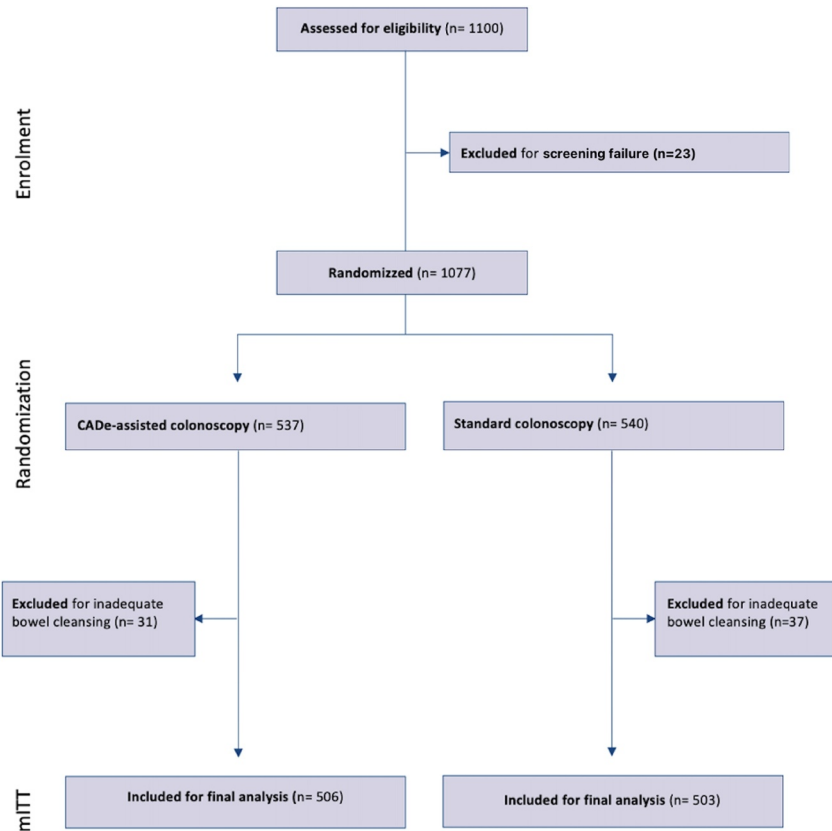 Assessed for eligibility (n= 1100)
Enrolment
Excluded for screening failure (n=23)
Randomizzed (n= 1077)
Randomization
CADe-assisted colonoscopy (n= 537)
Standard colonoscopy (n= 540)
Excluded for inadequate
bowel cleansing (n= 31)
Excluded for inadequate
bowel cleansing (n=37)
mITT
Included for final analysis (n= 506)
Included for final analysis (n= 503)